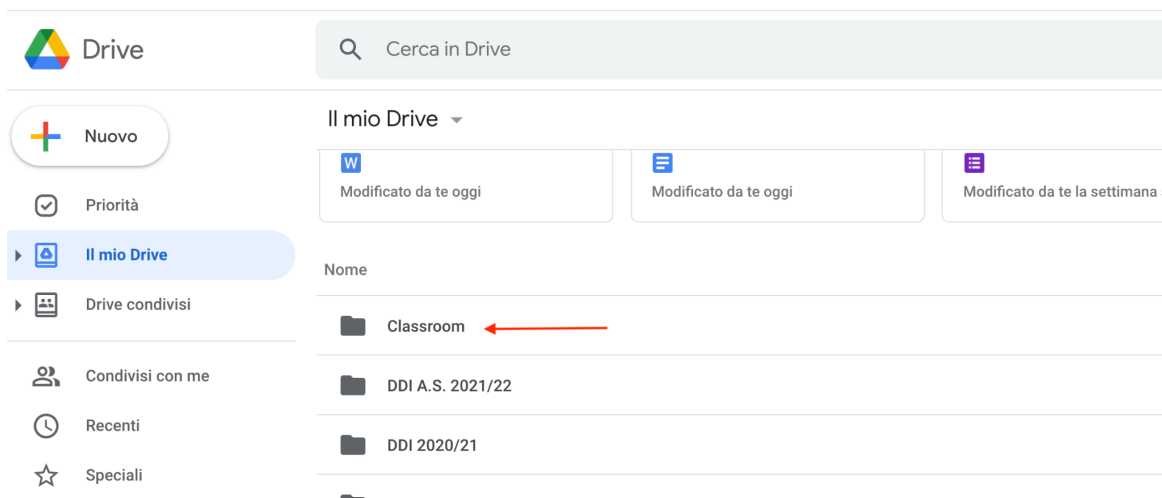 Drive
Cerca in Drive
Nuovo
Il mio Drive
W
Modificato da te oggi
Modificato da te oggi
Modificato da te la settimana
Priorità
Il mio Drive
Drive condivisi
Condivisi con me
Recenti
Speciali
Nome
Classroom
DDI A.S. 2021/22
DDI 2020/21